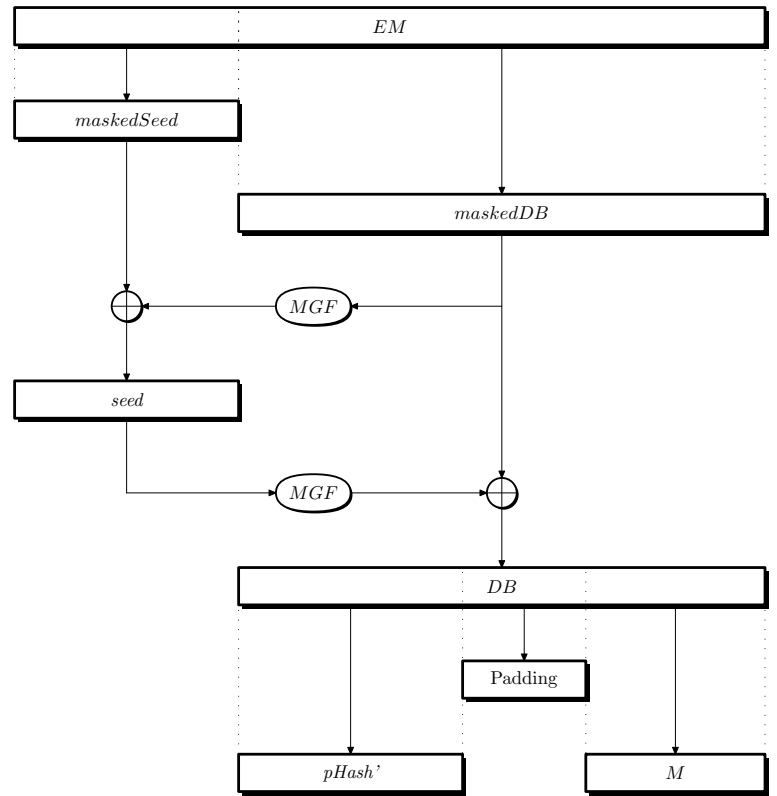 EM
maskedSeed
maskedDB
MGF
seed
MGF
DB
Padding
pHash'
M